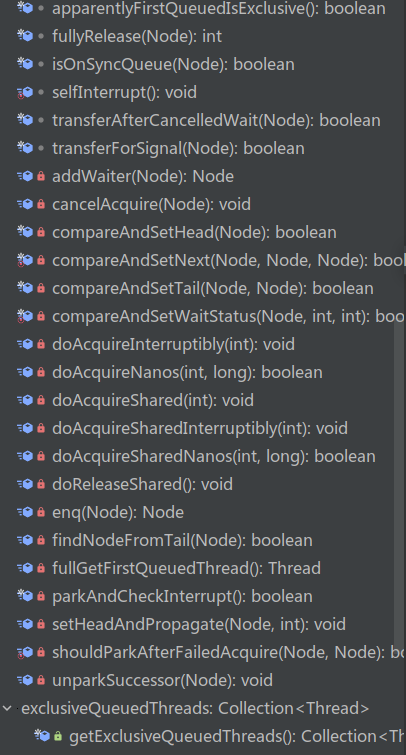 apparentlyFirstQueuedIsExclusive(): boolean
fullyRelease(Node): int
isOnSyncQueue(Node): boolean
selfInterrupt(): void
transferAfterCancelledWait(Node): boolean
transferForSignal(Node): boolean
addWaiter(Node): Node
cancelAcquire(Node): void
compareAndSetHead(Node): boolean
compareAndSetNext(Node, Node, Node): bool
compareAndSetTail(Node, Node): boolean
compareAndSetWaitStatus(Node, int, int): boo
doAcquireInterruptibly(int): void
doAcquireNanos(int, long): boolean
doAcquireShared(int): void
doAcquireSharedInterruptibly(int): void
doAcquireSharedNanos(int, long): boolean
doReleaseShared(): void
enq(Node): Node
findNodeFromTail(Node): boolean
fullGetFirstQueuedThread(): Thread
parkAndCheckInterrupt(): boolean
setHeadAndPropagate(Node, int): void
shouldParkAfterFailedAcquire(Node, Node): bo
unparkSuccessor(Node): void
exclusiveQueuedThreads: Collection<Thread>
getExclusiveQueuedThreads(): Collection<Th